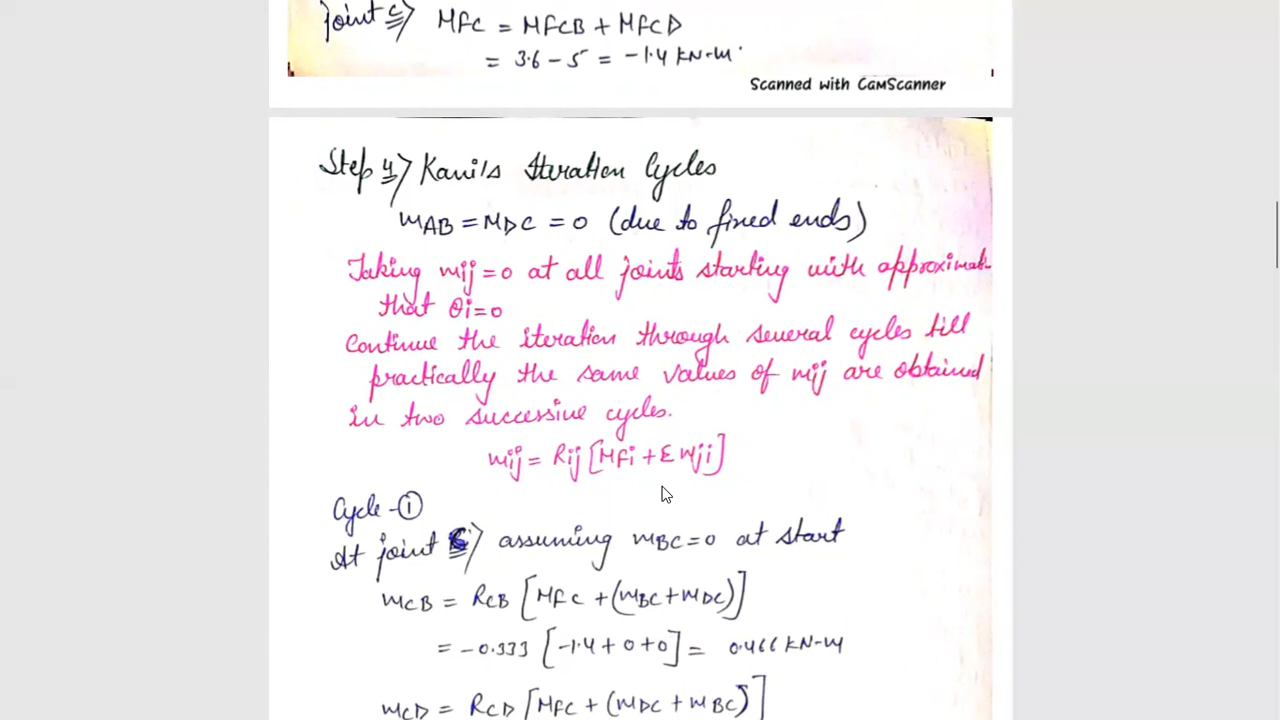 Joint C) MFC = MFCB + MFCD
= 3.6 - 5 = -1.4 KN-M.
Scanned with CamScanner
Step 4) Kani's Iteration Cycles
mAB = MDC = 0 (due to fixed ends)
Taking mij = 0 at all joints starting with approximat
that θi = 0
Continue the iteration through several cycles till
practically the same values of mij are obtained
in two successive cycles.
mij = Rij [MFi + Σ mji]
Cycle - ①
At joint C) assuming mBC = 0 at start
mCB = RCB [MFC + (mBC + mDC)]
= -0.333 [-1.4 + 0 + 0] = 0.466 KN-M
mCD = RCD [MFC + (mDC + mBC)]